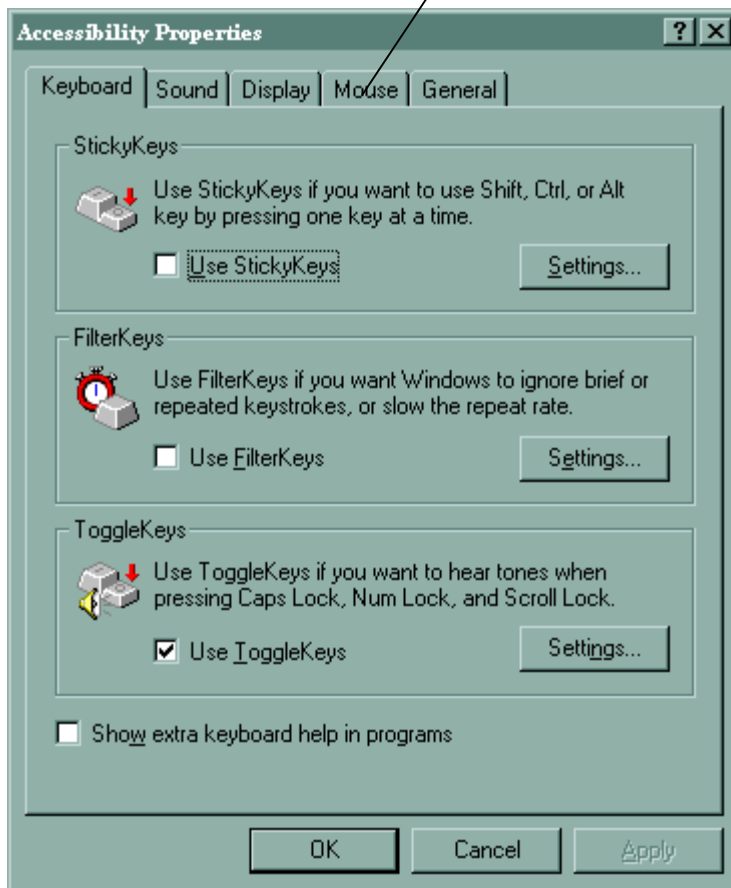 Accessibility Properties
Keyboard Sound Display Mouse General
StickyKeys
Use StickyKeys if you want to use Shift, Ctrl, or Alt
key by pressing one key at a time.
Use StickyKeys Settings...
FilterKeys
Use FilterKeys if you want Windows to ignore brief or
repeated keystrokes, or slow the repeat rate.
Use FilterKeys Settings...
ToggleKeys
Use ToggleKeys if you want to hear tones when
pressing Caps Lock, Num Lock, and Scroll Lock.
Use ToggleKeys Settings...
Show extra keyboard help in programs
OK Cancel Apply